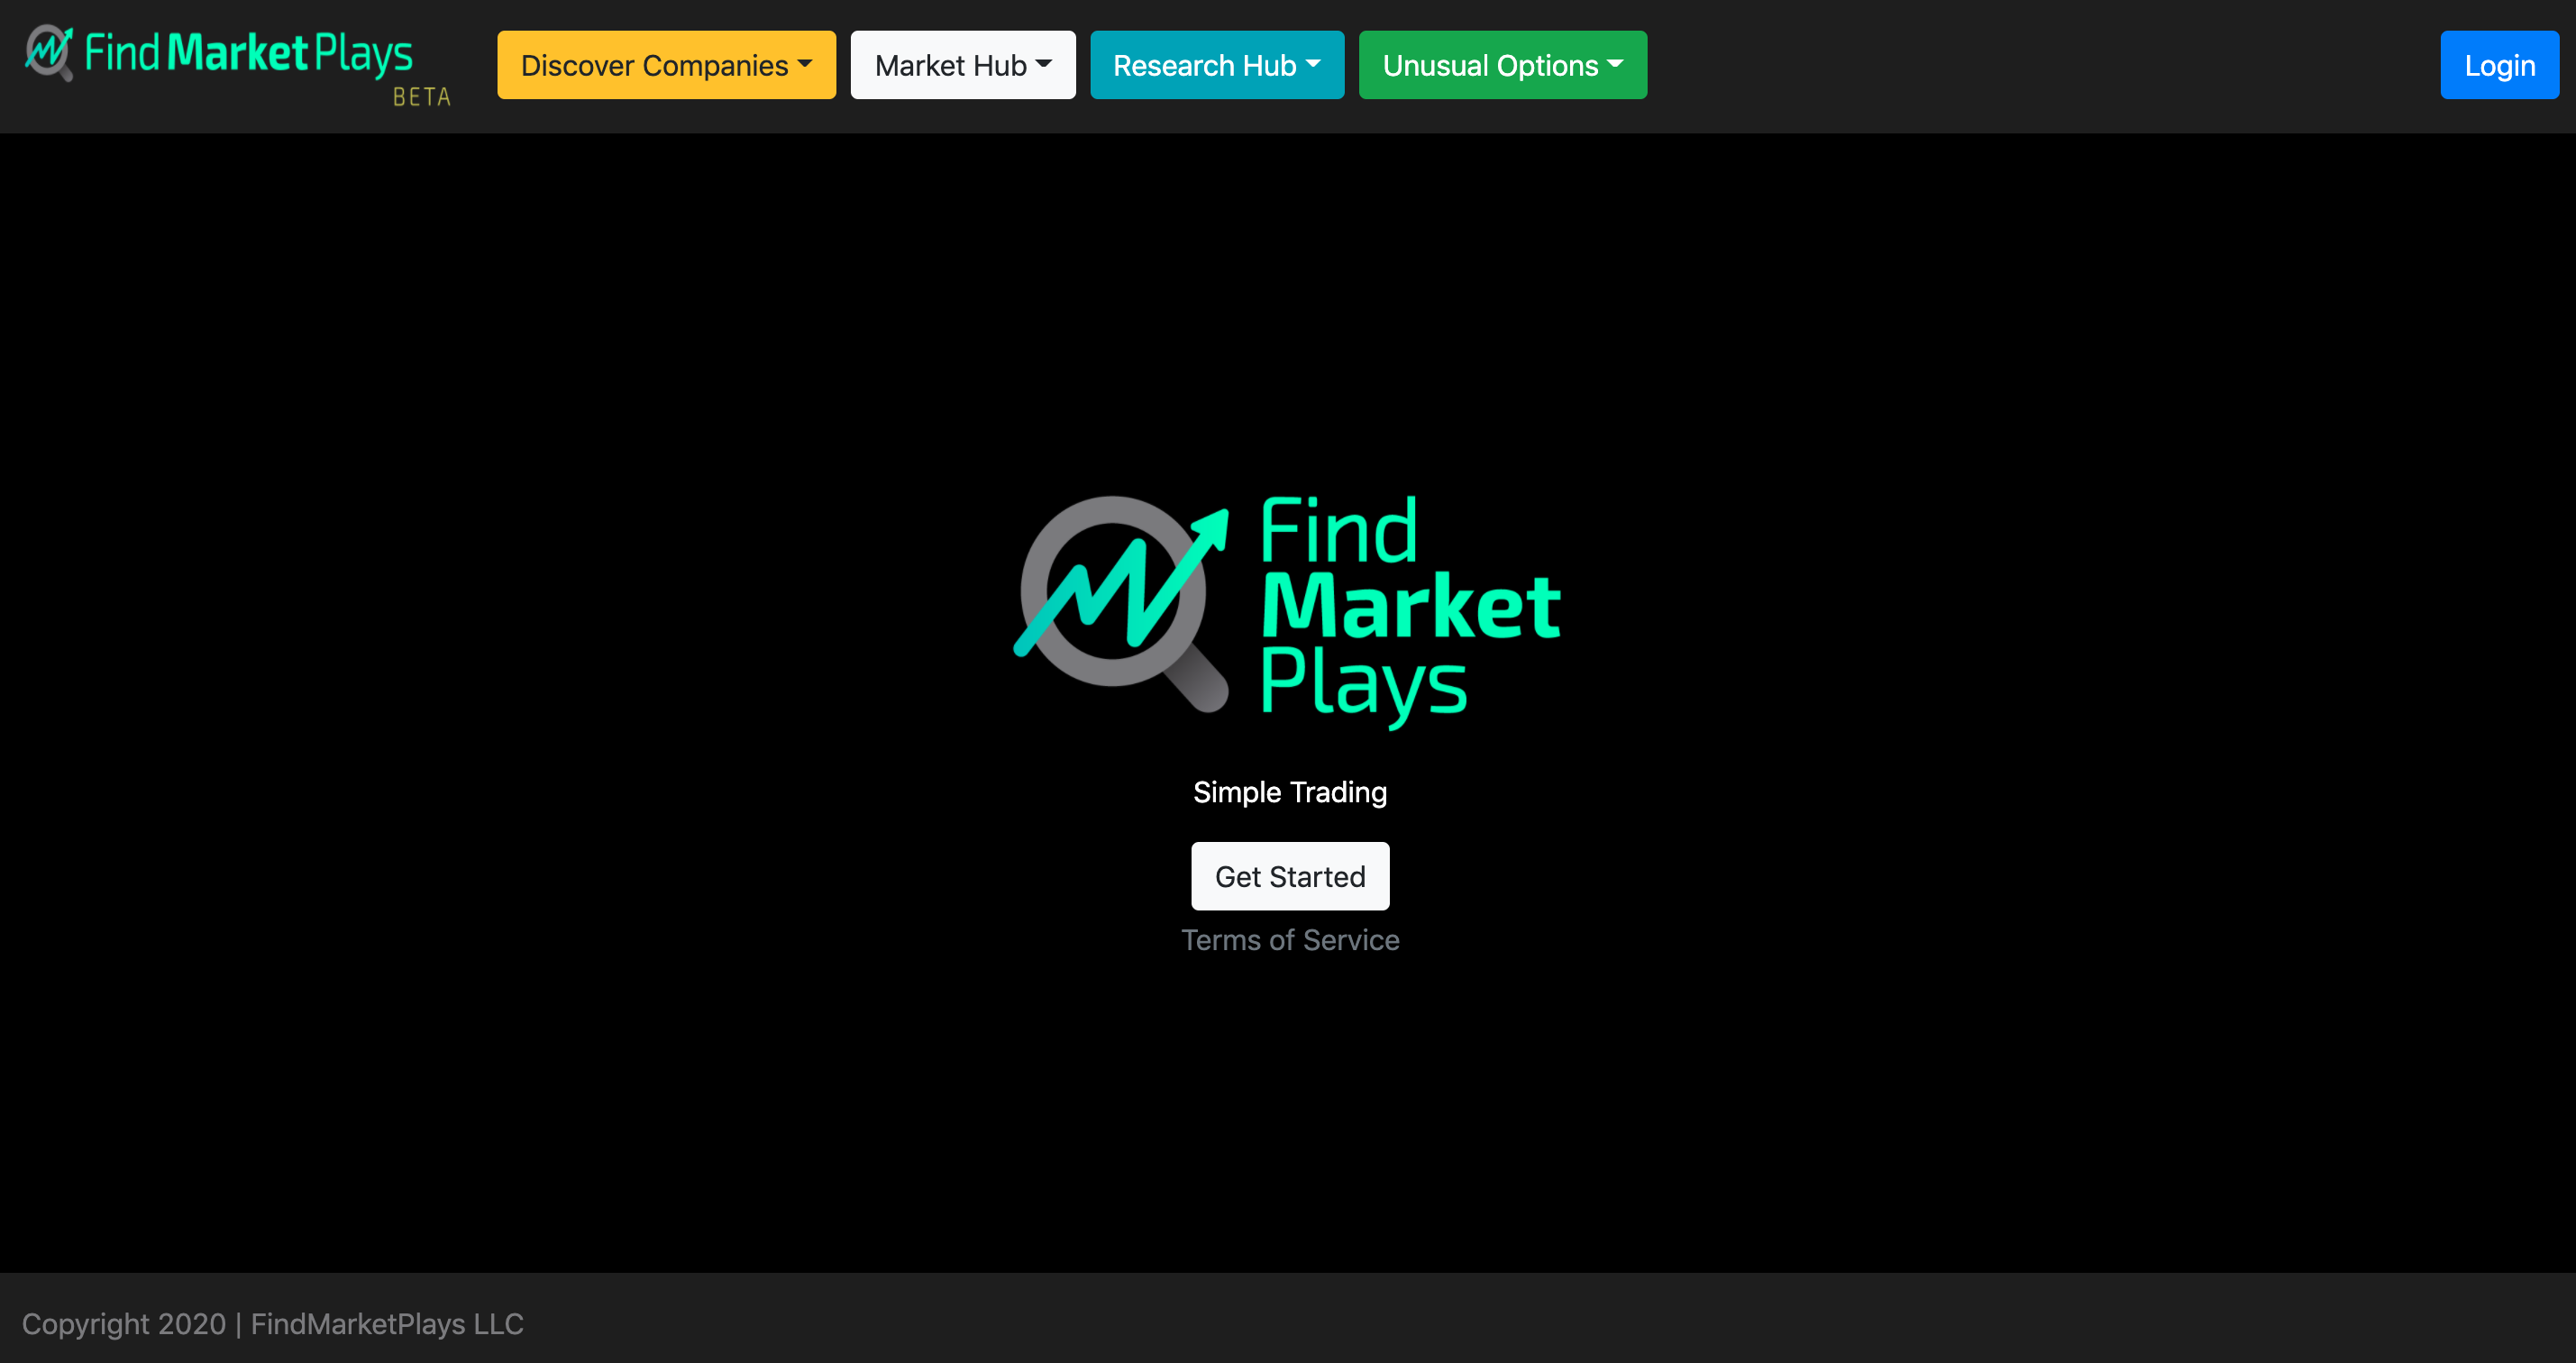 Find Market Plays
BETA
Discover Companies
Market Hub
Research Hub
Unusual Options
Login
Find
Market
Plays
Simple Trading
Get Started
Terms of Service
Copyright 2020 | FindMarketPlays LLC